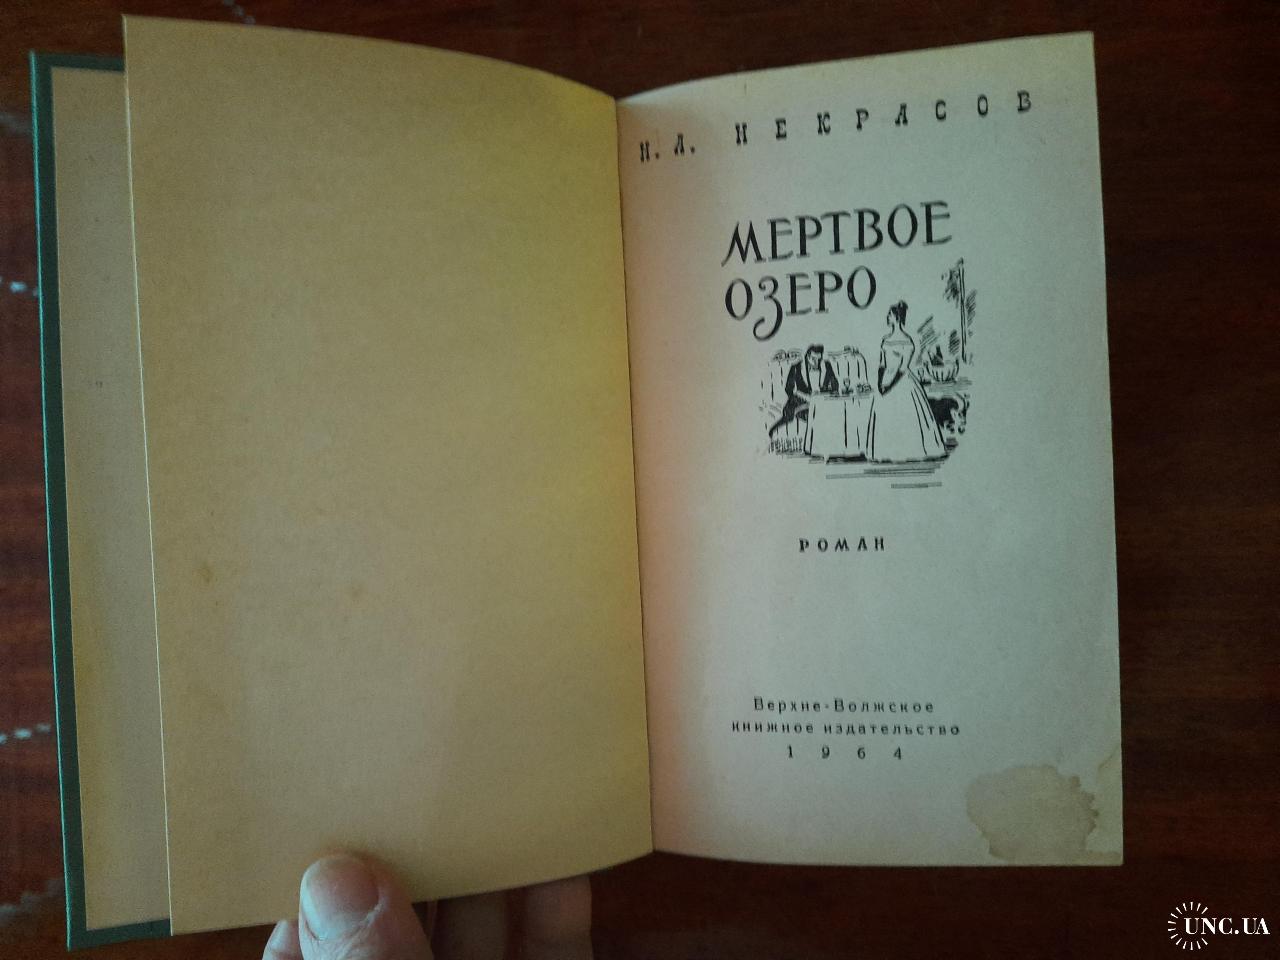 Н. А. НЕКРАСОВ
МЕРТВОЕ
ОЗЕРО
РОМАН
Верхне-Волжское
книжное издательство
1964
UNC.UA